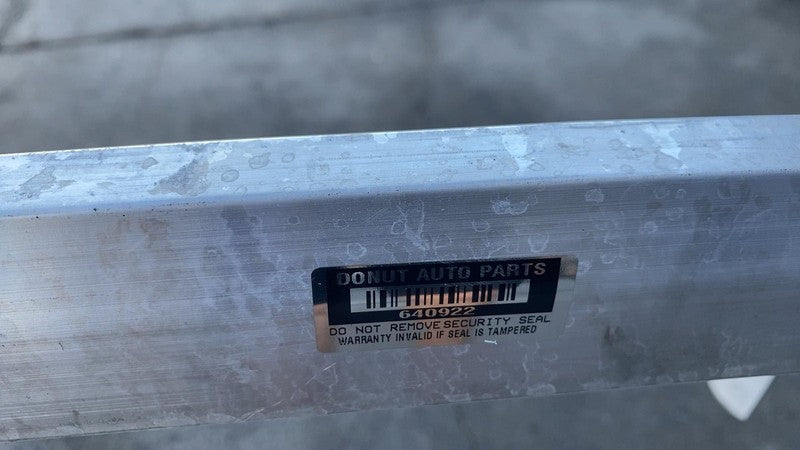 DONUT AUTO PARTS
640922
DO NOT REMOVE SECURITY SEAL
WARRANTY INVALID IF SEAL IS TAMPERED